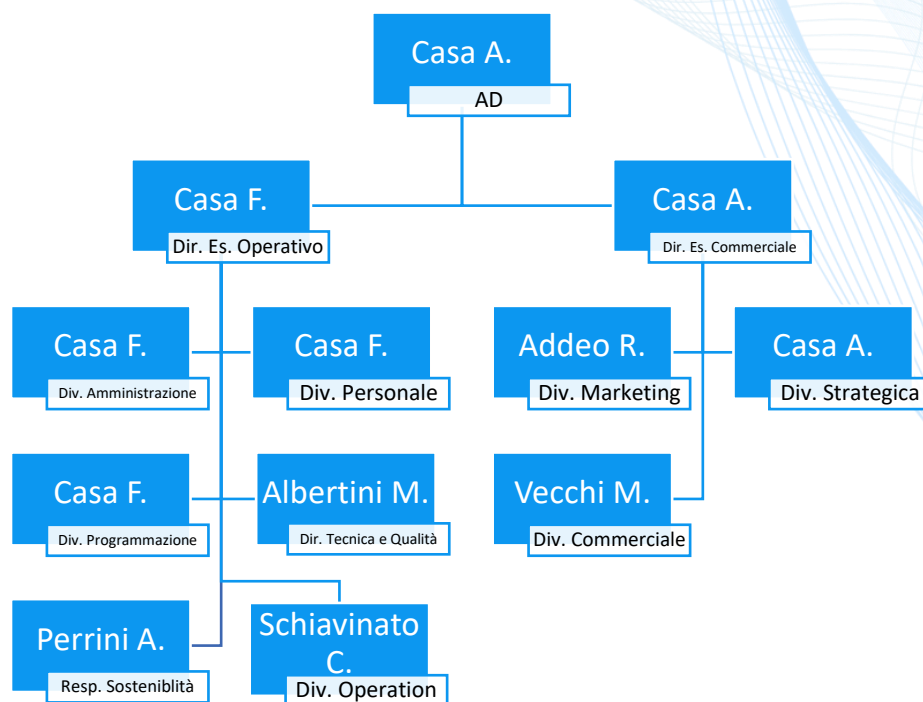 Casa A.
AD
Casa F.
Dir. Es. Operativo
Casa A.
Dir. Es. Commerciale
Casa F.
Div. Amministrazione
Casa F.
Div. Personale
Addeo R.
Div. Marketing
Casa A.
Div. Strategica
Casa F.
Div. Programmazione
Albertini M.
Dir. Tecnica e Qualità
Vecchi M.
Div. Commerciale
Perrini A.
Resp. Sosteniblità
Schiavinato
C.
Div. Operation